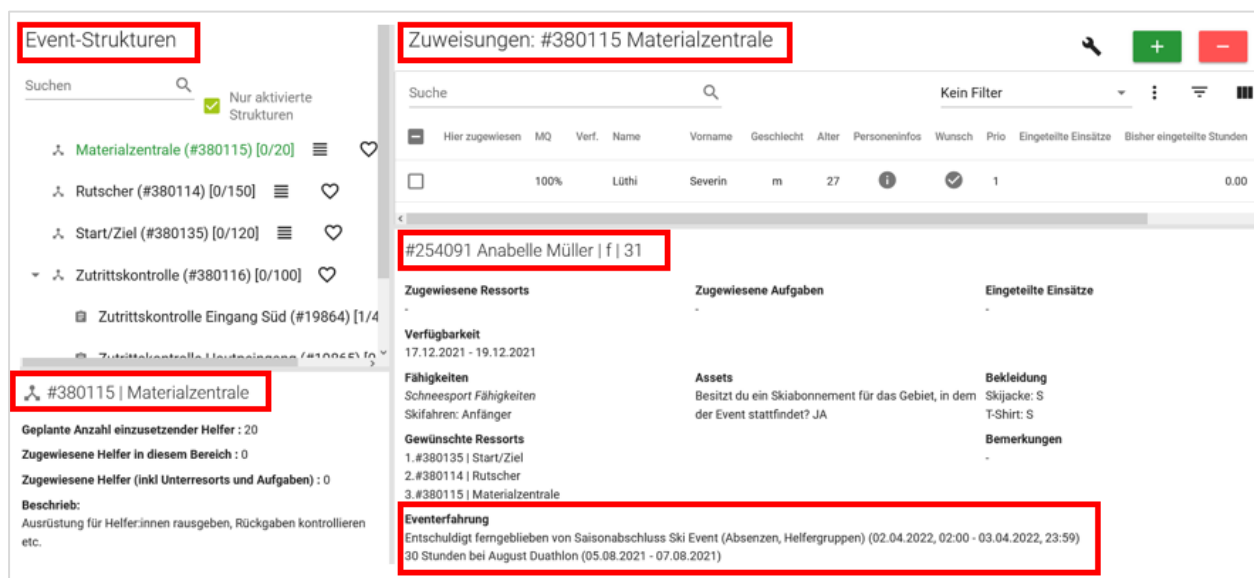 Event-Strukturen
Suchen
Nur aktivierte
Strukturen
Materialzentrale (#380115) [0/20]
Rutscher (#380114) [0/150]
Start/Ziel (#380135) [0/120]
Zutrittskontrolle (#380116) [0/100]
Zutrittskontrolle Eingang Süd (#19864) [1/4
#380115 | Materialzentrale
Geplante Anzahl einzusetzender Helfer : 20
Zugewiesene Helfer in diesem Bereich : 0
Zugewiesene Helfer (inkl Unterresorts und Aufgaben) : 0
Beschrieb:
Ausrüstung für Helfer:innen rausgeben, Rückgaben kontrollieren
etc.
Zuweisungen: #380115 Materialzentrale
Suche Kein Filter
Hier zugewiesen MQ Verf. Name Vorname Geschlecht Alter Personeninfos Wunsch Prio Eingeteilte Einsätze Bisher eingeteilte Stunden
100% Lüthi Severin m 27 1 0.00
#254091 Anabelle Müller | f | 31
Zugewiesene Ressorts Zugewiesene Aufgaben Eingeteilte Einsätze
- - -
Verfügbarkeit
17.12.2021 - 19.12.2021
Fähigkeiten Assets Bekleidung
Schneesport Fähigkeiten Besitzt du ein Skiabonnement für das Gebiet, in dem Skijacke: S
Skifahren: Anfänger der Event stattfindet? JA T-Shirt: S
Gewünschte Ressorts Bemerkungen
1.#380135 | Start/Ziel -
2.#380114 | Rutscher
3.#380115 | Materialzentrale
Eventerfahrung
Entschuldigt ferngeblieben von Saisonabschluss Ski Event (Absenzen, Helfergruppen) (02.04.2022, 02:00 - 03.04.2022, 23:59)
30 Stunden bei August Duathlon (05.08.2021 - 07.08.2021)